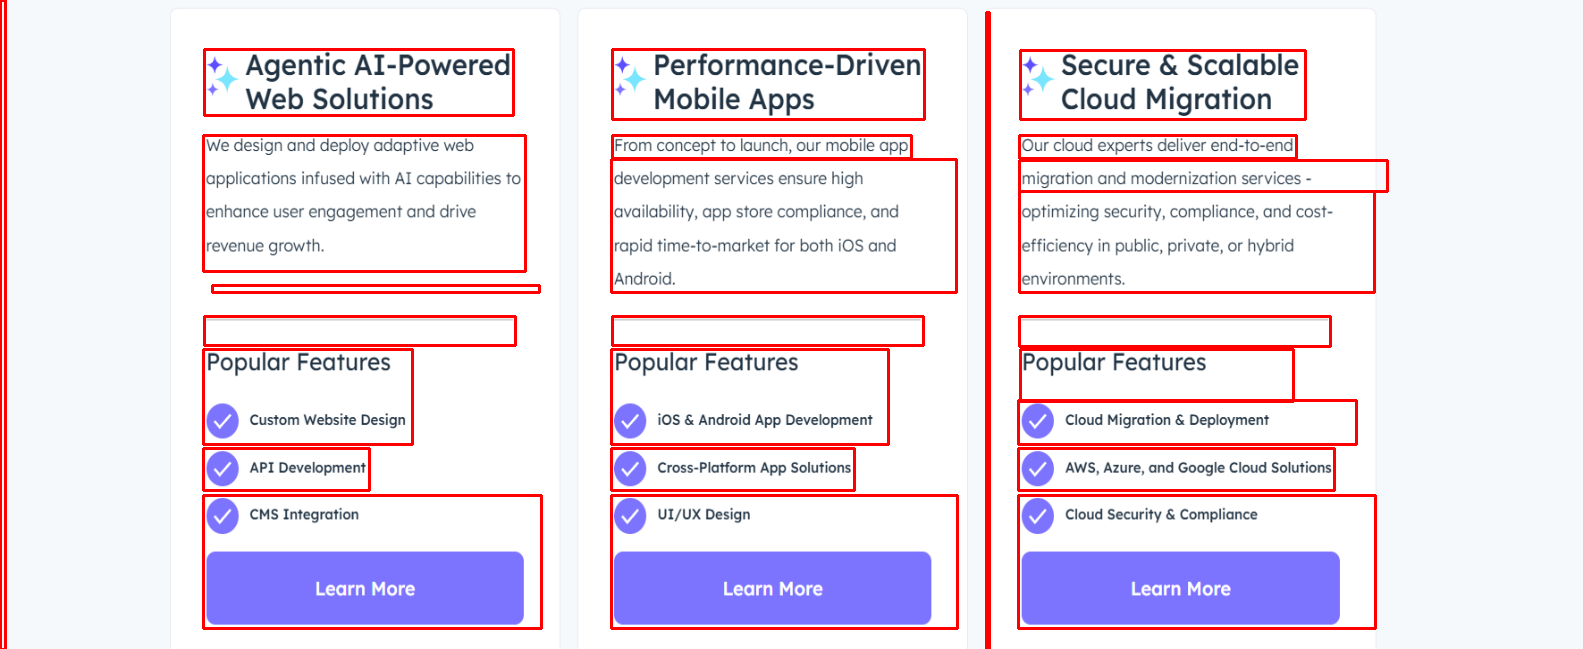 Agentic AI-Powered
Web Solutions
We design and deploy adaptive web
applications infused with AI capabilities to
enhance user engagement and drive
revenue growth.
Popular Features
Custom Website Design
API Development
CMS Integration
Learn More
Performance-Driven
Mobile Apps
From concept to launch, our mobile app
development services ensure high
availability, app store compliance, and
rapid time-to-market for both iOS and
Android.
Popular Features
iOS & Android App Development
Cross-Platform App Solutions
UI/UX Design
Learn More
Secure & Scalable
Cloud Migration
Our cloud experts deliver end-to-end
migration and modernization services -
optimizing security, compliance, and cost-
efficiency in public, private, or hybrid
environments.
Popular Features
Cloud Migration & Deployment
AWS, Azure, and Google Cloud Solutions
Cloud Security & Compliance
Learn More